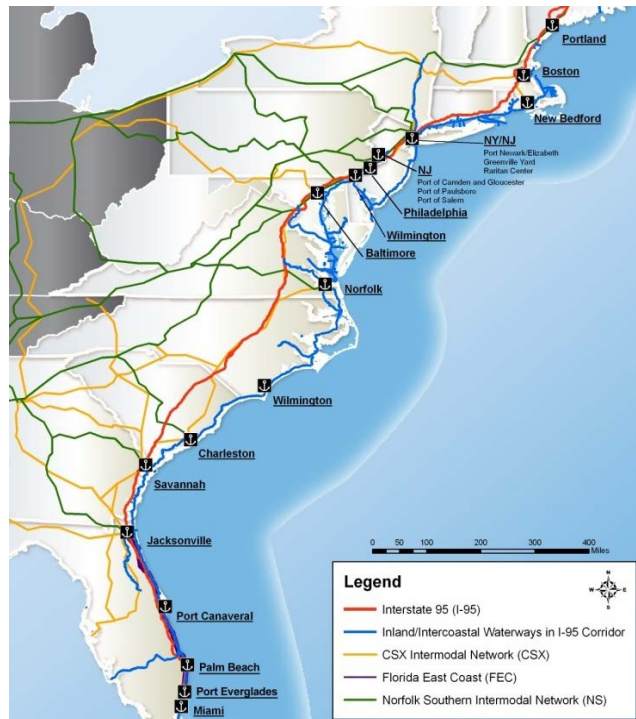 Portland
Boston
New Bedford
NY/NJ
Port Newark/Elizabeth
Greenville Yard
Raritan Center
NJ
Port of Camden and Gloucester
Port of Paulsboro
Port of Salem
Philadelphia
Wilmington
Baltimore
Norfolk
Wilmington
Charleston
Savannah
Jacksonville
Port Canaveral
Palm Beach
Port Everglades
Miami
0 50 100 200 300 400
Miles
Legend
N
W E
S
Interstate 95 (I-95)
Inland/Intercoastal Waterways in I-95 Corridor
CSX Intermodal Network (CSX)
Florida East Coast (FEC)
Norfolk Southern Intermodal Network (NS)